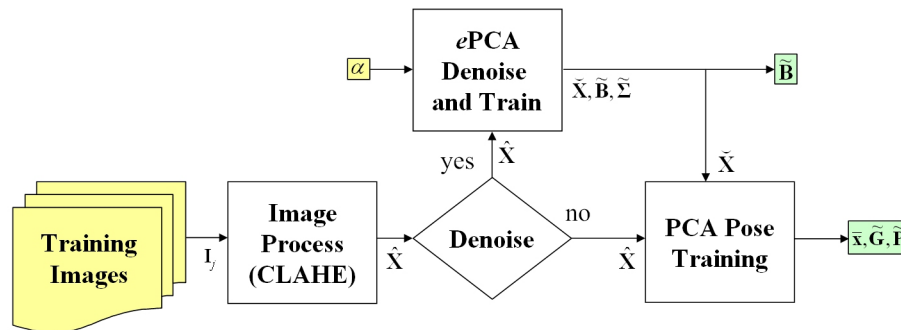 ePCA
Denoise
and Train
α
X̌, B̃, Σ̃
B̃
yes
X̂
X̌
Training
Images
I_j
Image
Process
(CLAHE)
X̂
Denoise
no
X̂
PCA Pose
Training
x̄, G̃, P̃